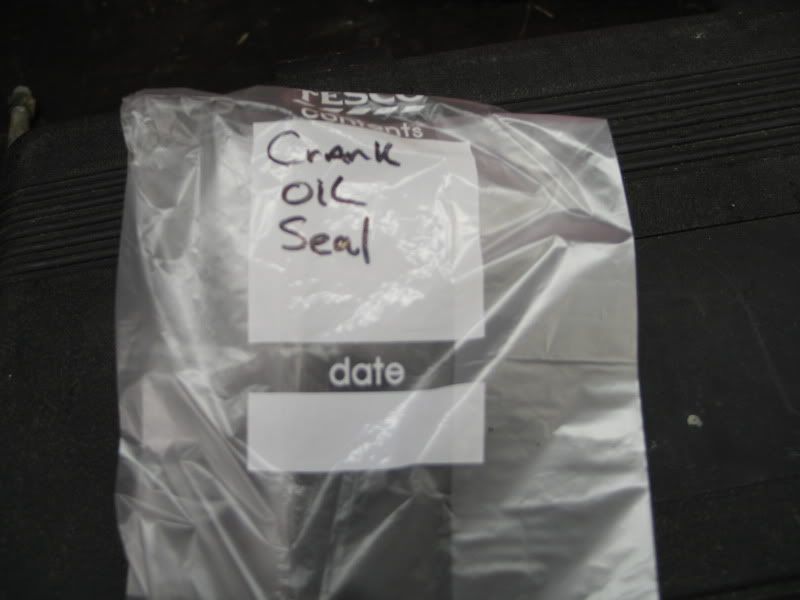 TESCO
contents
Crank
OIL
Seal
date